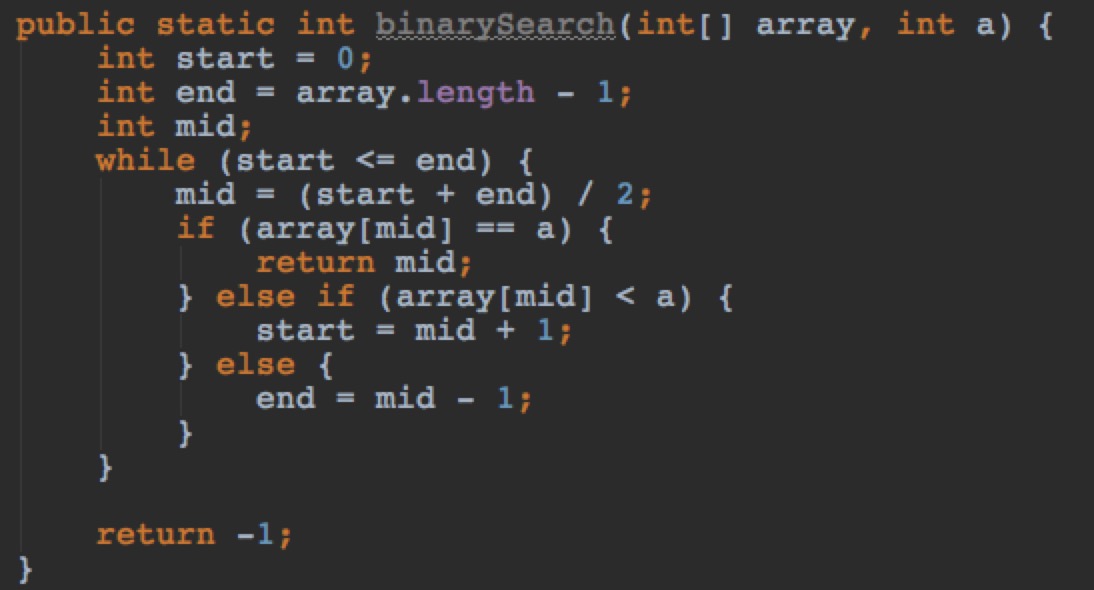 public static int binarySearch(int[] array, int a) {
    int start = 0;
    int end = array.length - 1;
    int mid;
    while (start <= end) {
        mid = (start + end) / 2;
        if (array[mid] == a) {
            return mid;
        } else if (array[mid] < a) {
            start = mid + 1;
        } else {
            end = mid - 1;
        }
    }

    return -1;
}